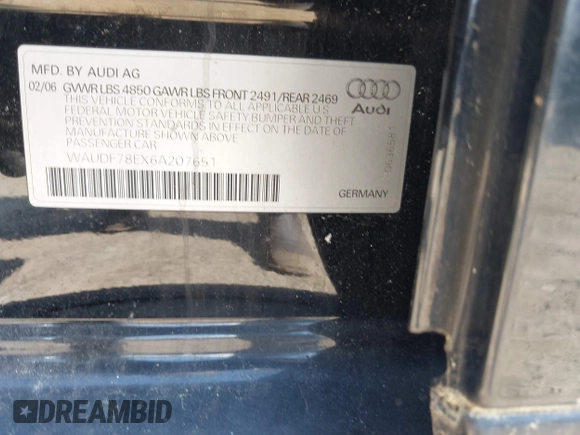 MFD. BY AUDI AG
02/06 GVWR LBS 4850 GAWR LBS FRONT 2491/REAR 2469
THIS VEHICLE CONFORMS TO ALL APPLICABLE U.S.
FEDERAL MOTOR VEHICLE SAFETY,BUMPER AND THEFT
PREVENTION STANDARDS IN EFFECT ON THE DATE OF
MANUFACTURE SHOWN ABOVE
PASSENGER CAR
WAUDF78EX6A207651
Audi
GERMANY
DREAMBID